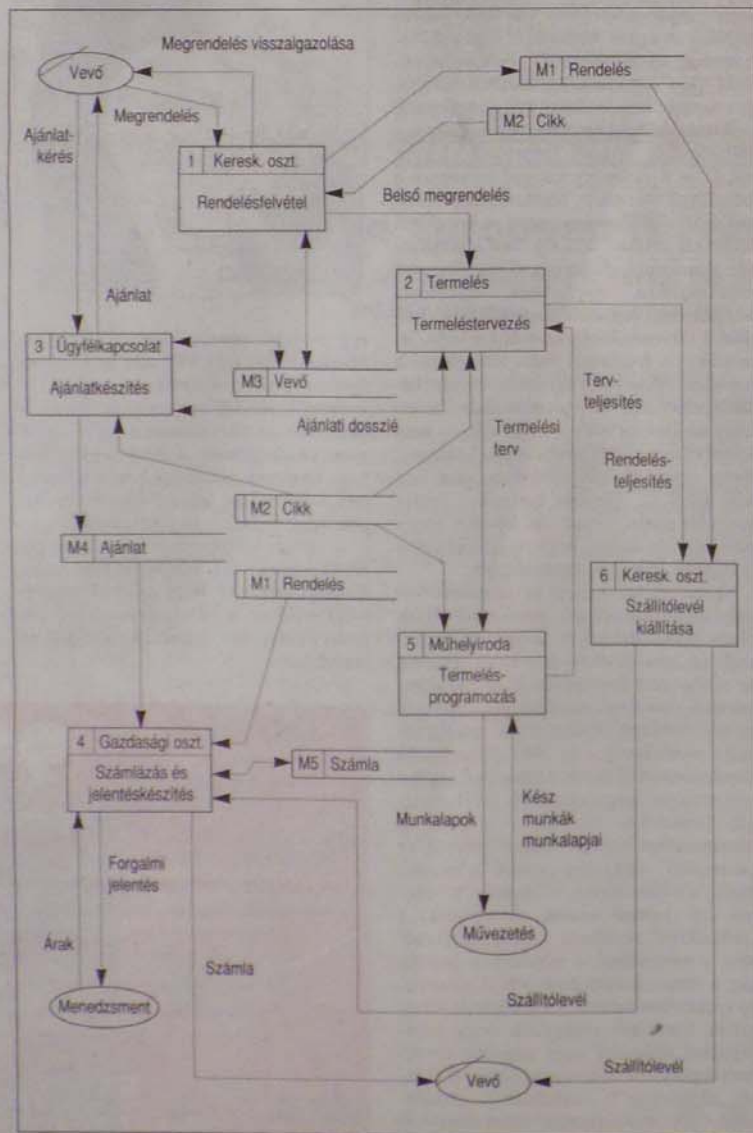 Megrendelés visszaigazolása
Vevő
M1 Rendelés
Megrendelés
M2 Cikk
Ajánlat-
kérés
1 Keresk. oszt.
Rendelésfelvétel
Belső megrendelés
2 Termelés
Termeléstervezés
Ajánlat
3 Ügyfélkapcsolat
Ajánlatkészítés
M3 Vevő
Terv-
teljesítés
Ajánlati dosszié
Termelési
terv
Rendelés-
teljesítés
M2 Cikk
M4 Ajánlat
M1 Rendelés
6 Keresk. oszt.
Szállítólevél
kiállítása
5 Műhelyiroda
Termelés-
programozás
4 Gazdasági oszt.
Számlázás és
jelentéskészítés
M5 Számla
Munkalapok
Kész
munkák
munkalapjai
Forgalmi
jelentés
Árak
Művezetés
Számla
Menedzsment
Szállítólevél
Vevő
Szállítólevél